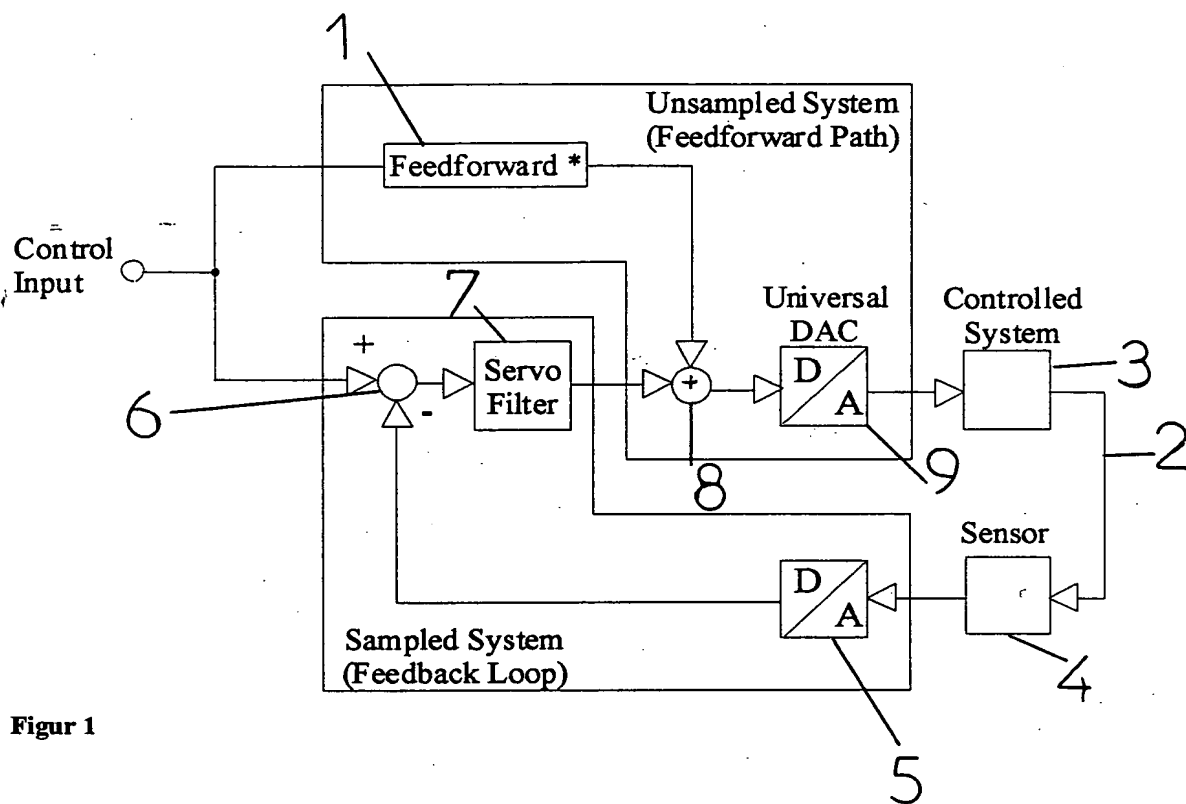 1
Unsampled System
(Feedforward Path)
Feedforward *
Control
Input
7
Universal
DAC
Controlled
System
+
Servo
Filter
+
D
A
3
6
-
8
9
2
Sensor
D
A
Sampled System
(Feedback Loop)
4
Figur 1
5